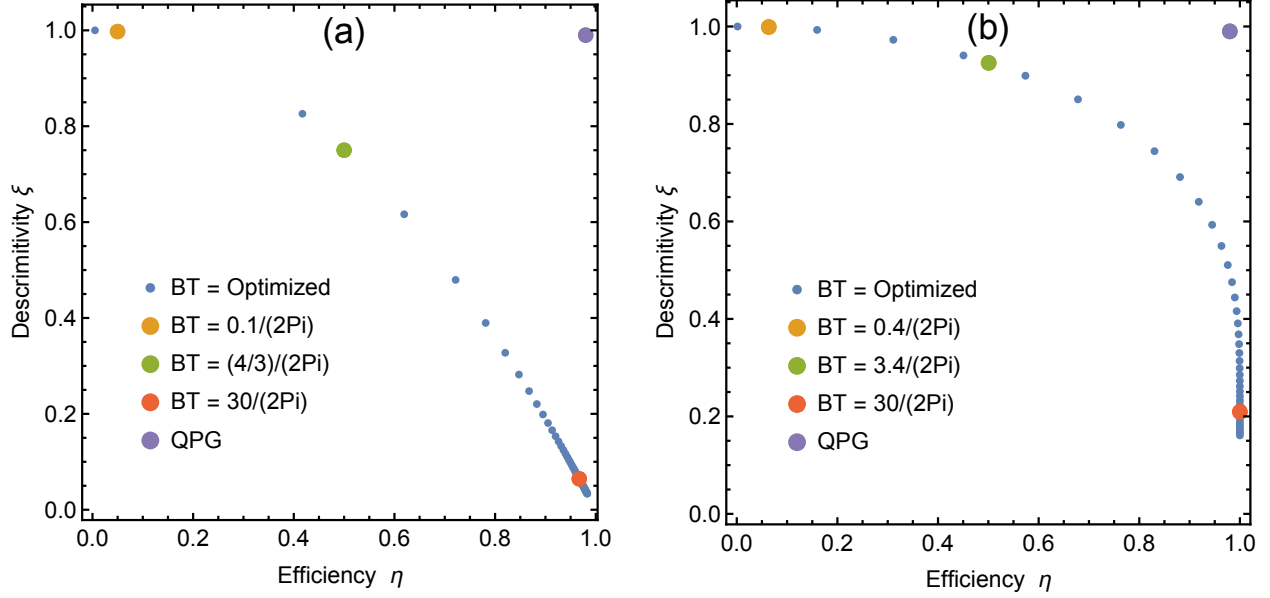 (a)
1.0
0.8
0.6
0.4
0.2
0.0
Descrimitivity ξ
BT = Optimized
BT = 0.1/(2Pi)
BT = (4/3)/(2Pi)
BT = 30/(2Pi)
QPG
0.0 0.2 0.4 0.6 0.8 1.0
Efficiency η
(b)
1.0
0.8
0.6
0.4
0.2
0.0
Descrimitivity ξ
BT = Optimized
BT = 0.4/(2Pi)
BT = 3.4/(2Pi)
BT = 30/(2Pi)
QPG
0.0 0.2 0.4 0.6 0.8 1.0
Efficiency η